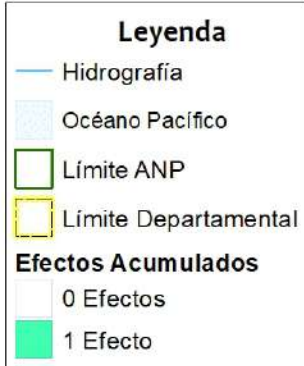 Leyenda
Hidrografía
Océano Pacífico
Límite ANP
Límite Departamental
Efectos Acumulados
0 Efectos
1 Efecto